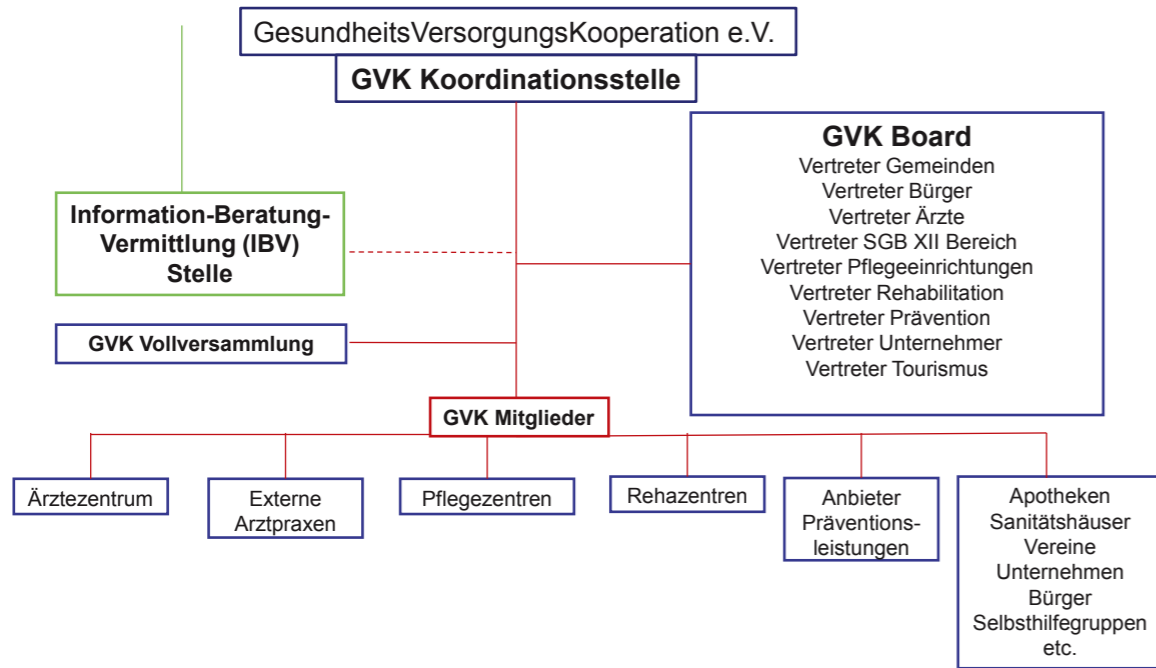 GesundheitsVersorgungsKooperation e.V.
GVK Koordinationsstelle
GVK Board
Vertreter Gemeinden
Vertreter Bürger
Vertreter Ärzte
Vertreter SGB XII Bereich
Vertreter Pflegeeinrichtungen
Vertreter Rehabilitation
Vertreter Prävention
Vertreter Unternehmer
Vertreter Tourismus
Information-Beratung-
Vermittlung (IBV)
Stelle
GVK Vollversammlung
GVK Mitglieder
Ärztezentrum
Externe
Arztpraxen
Pflegezentren
Rehazentren
Anbieter
Präventions-
leistungen
Apotheken
Sanitätshäuser
Vereine
Unternehmen
Bürger
Selbsthilfegruppen
etc.